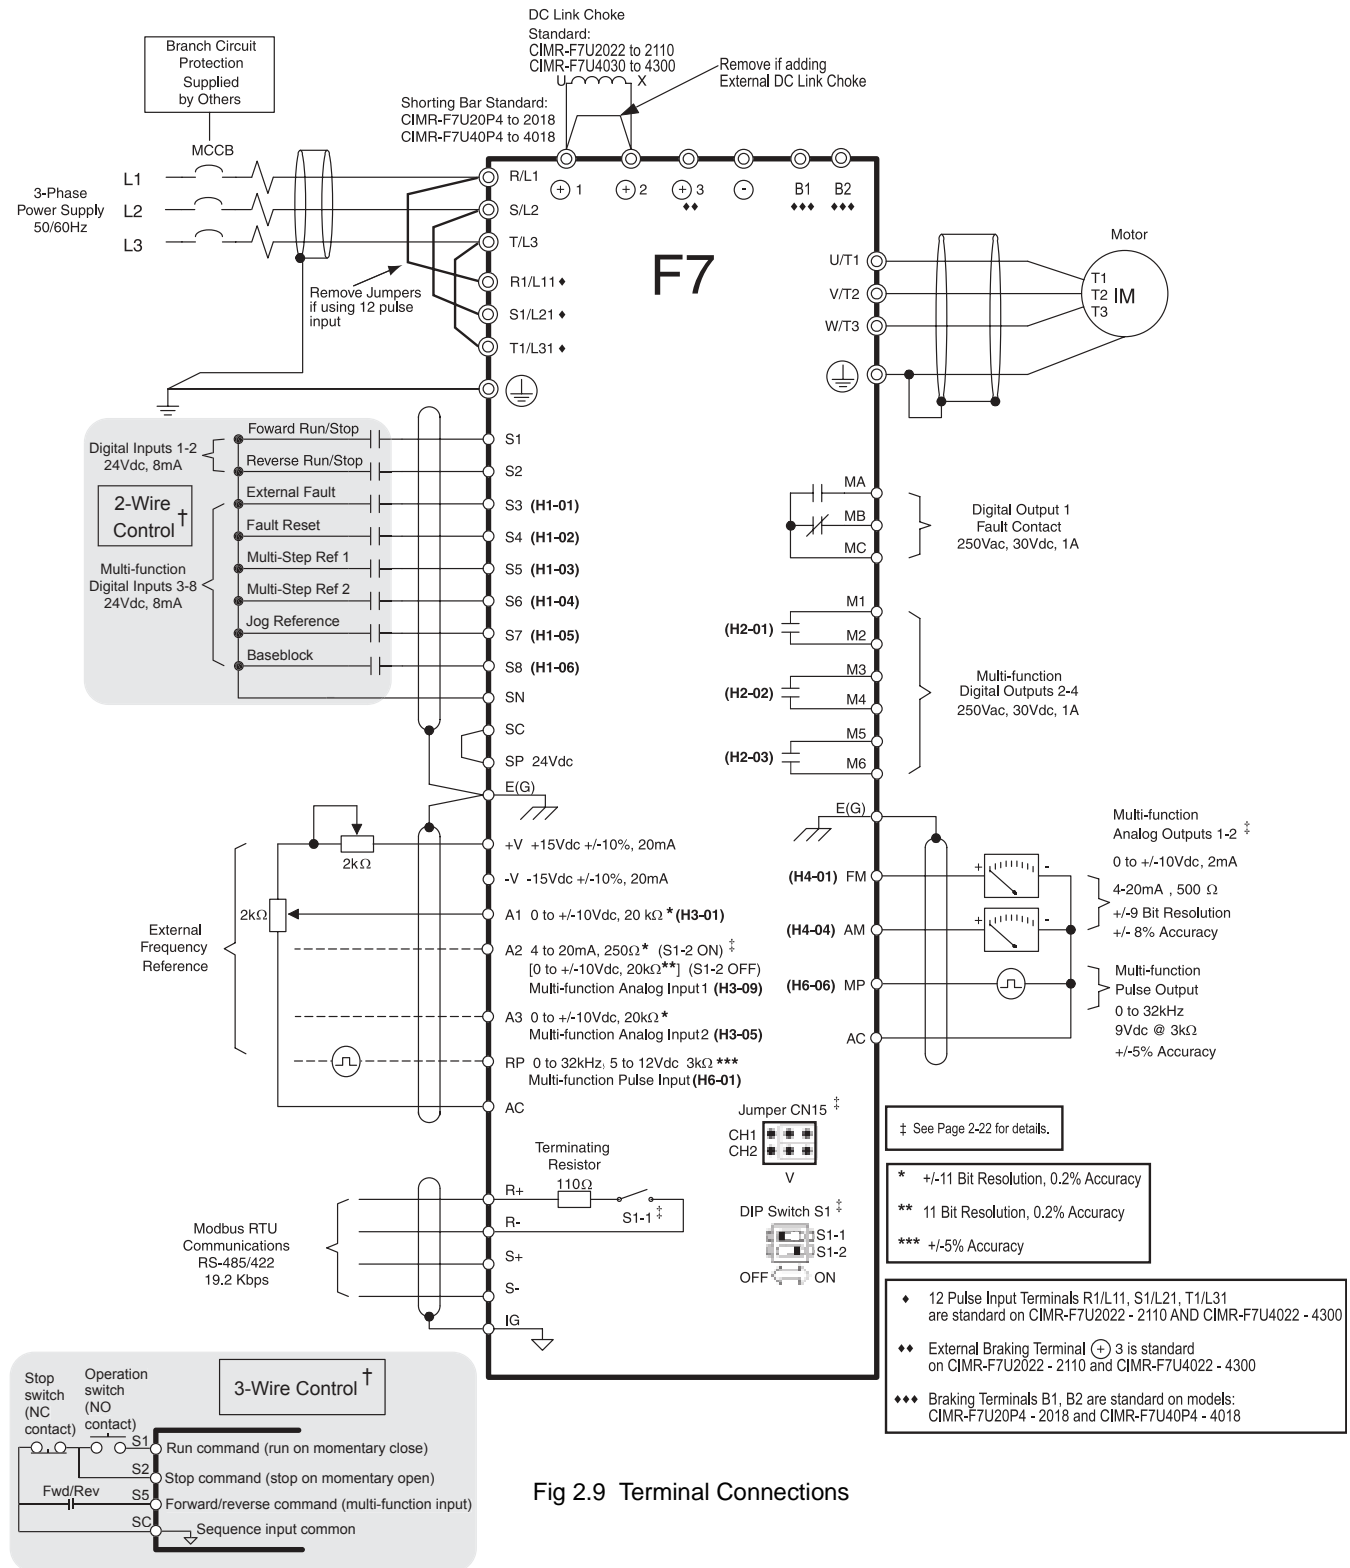 DC Link Choke
Standard:
CIMR-F7U2022 to 2110
CIMR-F7U4030 to 4300
U X
Remove if adding
External DC Link Choke
Shorting Bar Standard:
CIMR-F7U20P4 to 2018
CIMR-F7U40P4 to 4018
Branch Circuit
Protection
Supplied
by Others
MCCB
3-Phase
Power Supply
50/60Hz
L1
L2
L3
R/L1
S/L2
T/L3
R1/L11 ♦
S1/L21 ♦
T1/L31 ♦
Remove Jumpers
if using 12 pulse
input
+ 1
+ 2
+ 3
♦♦
-
B1
♦♦♦
B2
♦♦♦
F7
U/T1
V/T2
W/T3
Motor
T1
T2
T3
IM
Digital Inputs 1-2
24Vdc, 8mA
2-Wire
Control †
Multi-function
Digital Inputs 3-8
24Vdc, 8mA
Foward Run/Stop
Reverse Run/Stop
External Fault
Fault Reset
Multi-Step Ref 1
Multi-Step Ref 2
Jog Reference
Baseblock
S1
S2
S3 (H1-01)
S4 (H1-02)
S5 (H1-03)
S6 (H1-04)
S7 (H1-05)
S8 (H1-06)
SN
SC
SP 24Vdc
E(G)
MA
MB
MC
Digital Output 1
Fault Contact
250Vac, 30Vdc, 1A
(H2-01)
M1
M2
(H2-02)
M3
M4
(H2-03)
M5
M6
Multi-function
Digital Outputs 2-4
250Vac, 30Vdc, 1A
External
Frequency
Reference
2kΩ
2kΩ
+V +15Vdc +/-10%, 20mA
-V -15Vdc +/-10%, 20mA
A1 0 to +/-10Vdc, 20 kΩ * (H3-01)
A2 4 to 20mA, 250Ω* (S1-2 ON) ‡
[0 to +/-10Vdc, 20kΩ**] (S1-2 OFF)
Multi-function Analog Input1 (H3-09)
A3 0 to +/-10Vdc, 20kΩ*
Multi-function Analog Input2 (H3-05)
RP 0 to 32kHz, 5 to 12Vdc 3kΩ ***
Multi-function Pulse Input (H6-01)
AC
E(G)
(H4-01) FM
(H4-04) AM
(H6-06) MP
AC
+ -
+ -
Multi-function
Analog Outputs 1-2 ‡
0 to +/-10Vdc, 2mA
4-20mA , 500 Ω
+/-9 Bit Resolution
+/- 8% Accuracy
Multi-function
Pulse Output
0 to 32kHz
9Vdc @ 3kΩ
+/-5% Accuracy
Jumper CN15 ‡
CH1
CH2
V
DIP Switch S1 ‡
S1-1
S1-2
OFF ON
Terminating
Resistor
110Ω
S1-1 ‡
Modbus RTU
Communications
RS-485/422
19.2 Kbps
R+
R-
S+
S-
IG
‡ See Page 2-22 for details.
* +/-11 Bit Resolution, 0.2% Accuracy
** 11 Bit Resolution, 0.2% Accuracy
*** +/-5% Accuracy
♦ 12 Pulse Input Terminals R1/L11, S1/L21, T1/L31
are standard on CIMR-F7U2022 - 2110 AND CIMR-F7U4022 - 4300
♦♦ External Braking Terminal + 3 is standard
on CIMR-F7U2022 - 2110 and CIMR-F7U4022 - 4300
♦♦♦ Braking Terminals B1, B2 are standard on models:
CIMR-F7U20P4 - 2018 and CIMR-F7U40P4 - 4018
3-Wire Control †
Stop
switch
(NC
contact)
Operation
switch
(NO
contact)
S1 Run command (run on momentary close)
S2 Stop command (stop on momentary open)
Fwd/Rev
S5 Forward/reverse command (multi-function input)
SC Sequence input common
Fig 2.9 Terminal Connections